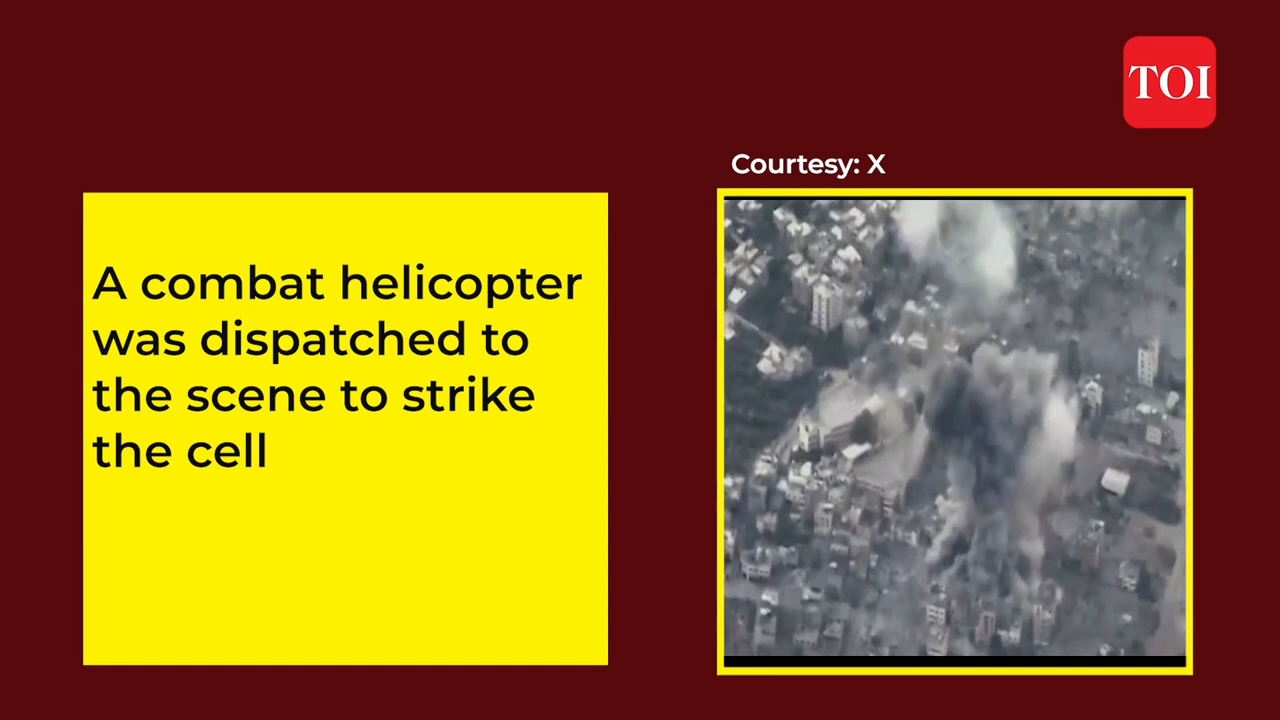 TOI
Courtesy: X
A combat helicopter
was dispatched to
the scene to strike
the cell